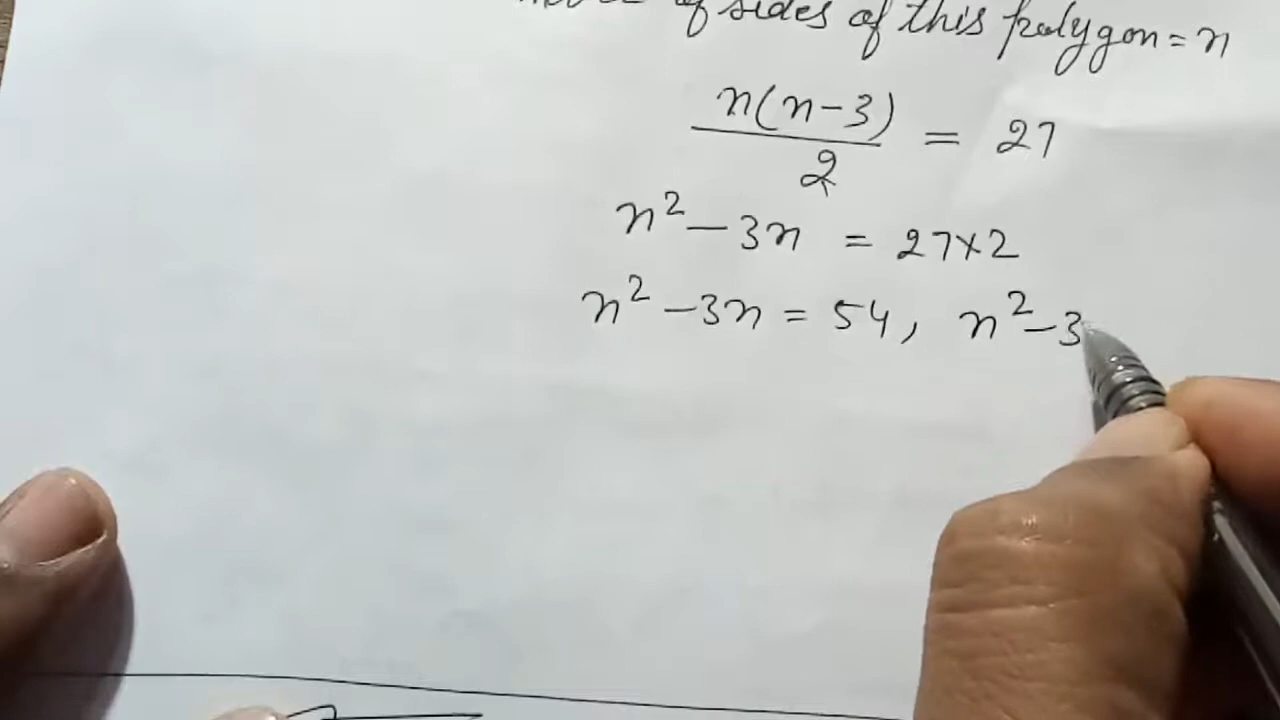 of sides of this polygon = n
n(n-3)/2 = 27
n² - 3n = 27×2
n² - 3n = 54, n² - 3